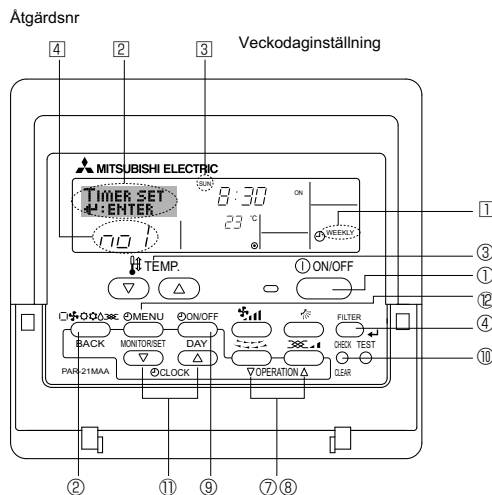 Åtgärdsnr
Veckodaginställning
4 2 3
MITSUBISHI ELECTRIC
TIMER SET
:ENTER
SUN
8:30
ON
23 °C
WEEKLY
no 1
1
TEMP.
ON/OFF
③
①
⑫
④
⑩
MENU
ON/OFF
FILTER
BACK
MONITOR/SET
DAY
CHECK TEST
PAR-21MAA
CLOCK
▽OPERATION△
CLEAR
② ⑪ ⑨ ⑦⑧